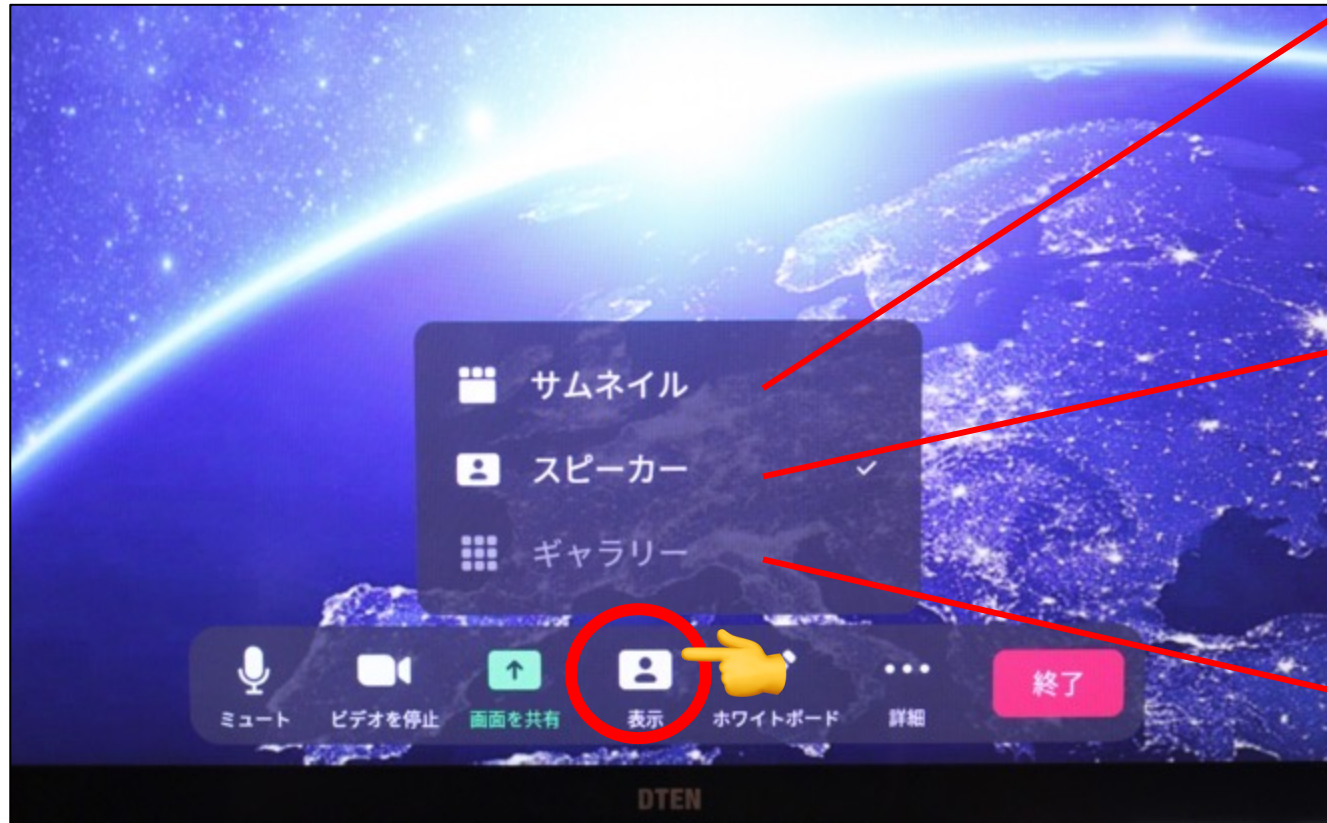 サムネイル
スピーカー
ギャラリー
ミュート
ビデオを停止
画面を共有
表示
ホワイトボード
詳細
終了
DTEN